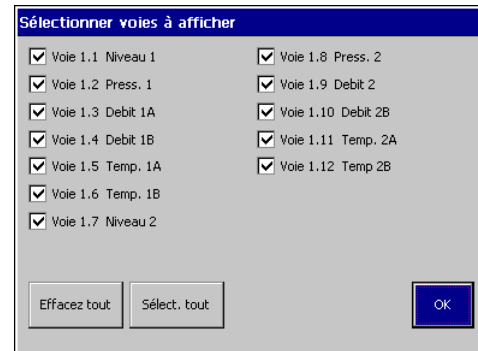 Sélectionner voies à afficher
Voie 1.1 Niveau 1
Voie 1.2 Press. 1
Voie 1.3 Debit 1A
Voie 1.4 Debit 1B
Voie 1.5 Temp. 1A
Voie 1.6 Temp. 1B
Voie 1.7 Niveau 2
Voie 1.8 Press. 2
Voie 1.9 Debit 2
Voie 1.10 Debit 2B
Voie 1.11 Temp. 2A
Voie 1.12 Temp 2B
Effacez tout
Sélect. tout
OK